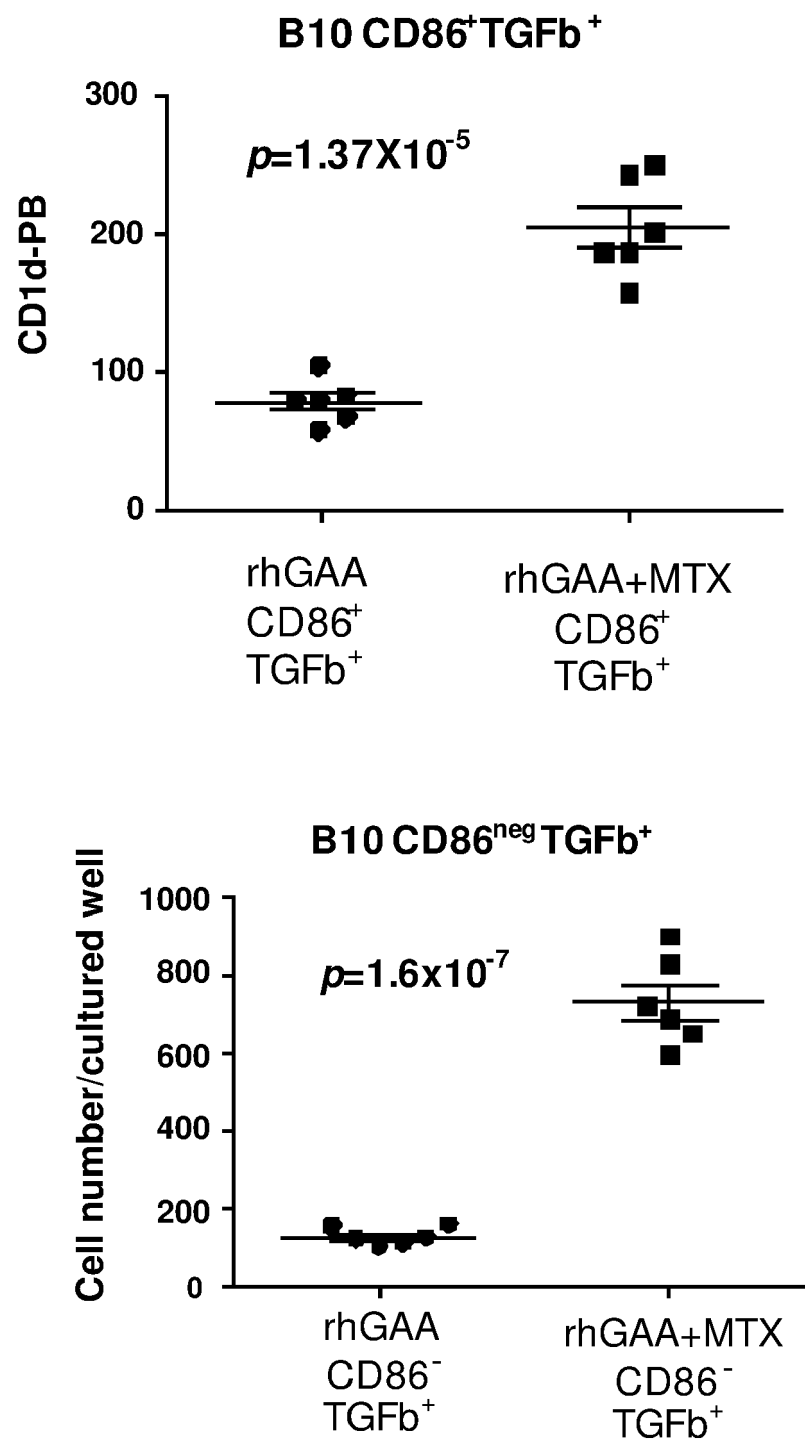 B10 CD86⁺TGFb⁺
300
p=1.37X10⁻⁵
CD1d-PB
200
100
0
rhGAA
CD86⁺
TGFb⁺
rhGAA+MTX
CD86⁺
TGFb⁺
B10 CD86ⁿᵉᵍ TGFb⁺
1000
Cell number/cultured well
800
p=1.6x10⁻⁷
600
400
200
0
rhGAA
CD86⁻
TGFb⁺
rhGAA+MTX
CD86⁻
TGFb⁺